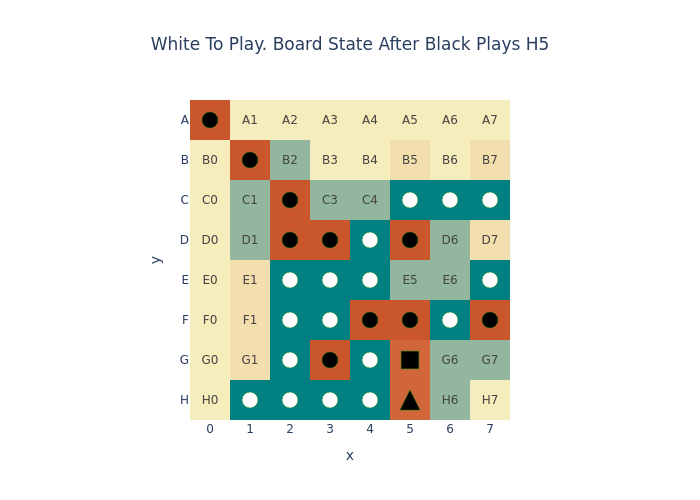 White To Play. Board State After Black Plays H5
A A1 A2 A3 A4 A5 A6 A7
B B0 B2 B3 B4 B5 B6 B7
C C0 C1 C3 C4
D D0 D1 D6 D7
E E0 E1 E5 E6
F F0 F1
G G0 G1 G6 G7
H H0 H6 H7
0 1 2 3 4 5 6 7
x
y